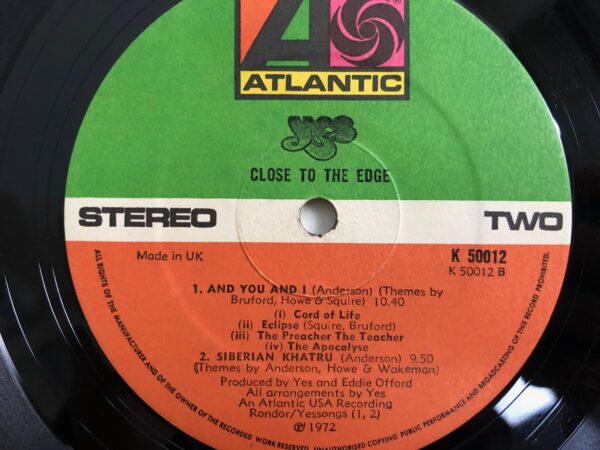 ATLANTIC
yes
CLOSE TO THE EDGE
STEREO
TWO
Made in UK
K 50012
K 50012 B
1. AND YOU AND I (Anderson) (Themes by
Bruford, Howe & Squire) 10.40
(i) Cord of Life
(ii) Eclipse (Squire, Bruford)
(iii) The Preacher The Teacher
(iv) The Apocalyse
2. SIBERIAN KHATRU (Anderson) 9.50
(Themes by Anderson, Howe & Wakeman)
Produced by Yes and Eddie Offord
All arrangements by Yes
An Atlantic USA Recording
Rondor/Yessongs (1, 2)
℗ 1972
ALL RIGHTS OF THE MANUFACTURER AND OF THE OWNER OF THE RECORDED WORK RESERVED. UNAUTHORISED COPYING PUBLIC PERFORMANCE AND BROADCASTING OF THIS RECORD PROHIBITED.